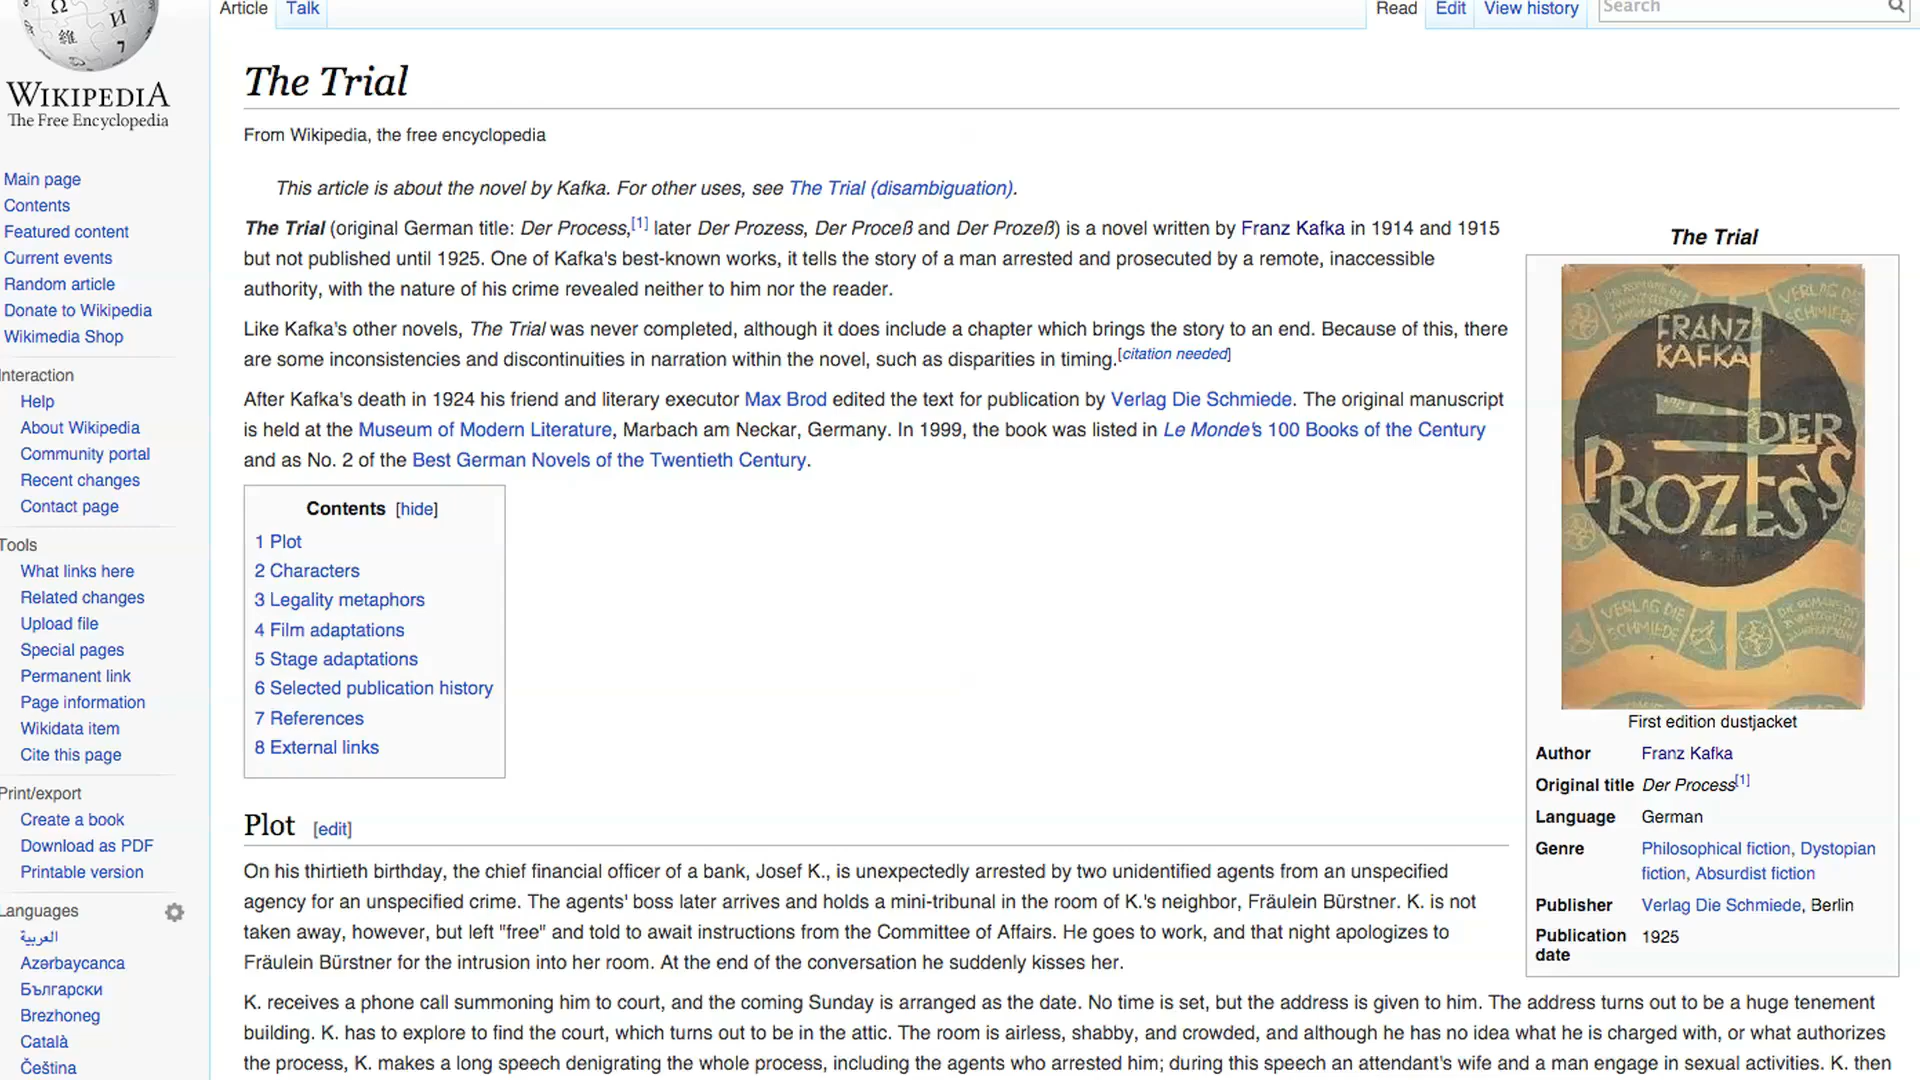 Article Talk
Read Edit View history Search
WIKIPEDIA
The Free Encyclopedia
Main page
Contents
Featured content
Current events
Random article
Donate to Wikipedia
Wikimedia Shop
Interaction
Help
About Wikipedia
Community portal
Recent changes
Contact page
Tools
What links here
Related changes
Upload file
Special pages
Permanent link
Page information
Wikidata item
Cite this page
Print/export
Create a book
Download as PDF
Printable version
Languages
العربية
Azərbaycanca
Български
Brezhoneg
Català
Čeština
The Trial
From Wikipedia, the free encyclopedia
This article is about the novel by Kafka. For other uses, see The Trial (disambiguation).
The Trial (original German title: Der Process,[1] later Der Prozess, Der Proceß and Der Prozeß) is a novel written by Franz Kafka in 1914 and 1915
but not published until 1925. One of Kafka's best-known works, it tells the story of a man arrested and prosecuted by a remote, inaccessible
authority, with the nature of his crime revealed neither to him nor the reader.
Like Kafka's other novels, The Trial was never completed, although it does include a chapter which brings the story to an end. Because of this, there
are some inconsistencies and discontinuities in narration within the novel, such as disparities in timing.[citation needed]
After Kafka's death in 1924 his friend and literary executor Max Brod edited the text for publication by Verlag Die Schmiede. The original manuscript
is held at the Museum of Modern Literature, Marbach am Neckar, Germany. In 1999, the book was listed in Le Monde's 100 Books of the Century
and as No. 2 of the Best German Novels of the Twentieth Century.
Contents [hide]
1 Plot
2 Characters
3 Legality metaphors
4 Film adaptations
5 Stage adaptations
6 Selected publication history
7 References
8 External links
Plot [edit]
On his thirtieth birthday, the chief financial officer of a bank, Josef K., is unexpectedly arrested by two unidentified agents from an unspecified
agency for an unspecified crime. The agents' boss later arrives and holds a mini-tribunal in the room of K.'s neighbor, Fräulein Bürstner. K. is not
taken away, however, but left "free" and told to await instructions from the Committee of Affairs. He goes to work, and that night apologizes to
Fräulein Bürstner for the intrusion into her room. At the end of the conversation he suddenly kisses her.
K. receives a phone call summoning him to court, and the coming Sunday is arranged as the date. No time is set, but the address is given to him. The address turns out to be a huge tenement
building. K. has to explore to find the court, which turns out to be in the attic. The room is airless, shabby, and crowded, and although he has no idea what he is charged with, or what authorizes
the process, K. makes a long speech denigrating the whole process, including the agents who arrested him; during this speech an attendant's wife and a man engage in sexual activities. K. then
The Trial
VERLAG DIE
SCHMIEDE
FRANZ
KAFKA
DER
PROZESS
VERLAG DIE
SCHMIEDE
First edition dustjacket
Author Franz Kafka
Original title Der Process[1]
Language German
Genre Philosophical fiction, Dystopian
fiction, Absurdist fiction
Publisher Verlag Die Schmiede, Berlin
Publication
date 1925